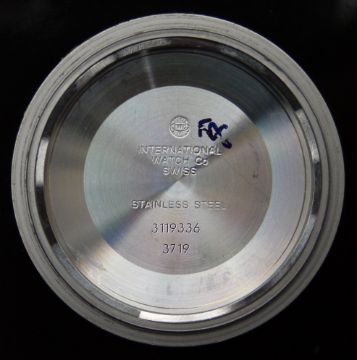 INTERNATIONAL
WATCH Co
SWISS
STAINLESS STEEL
3119336
3719